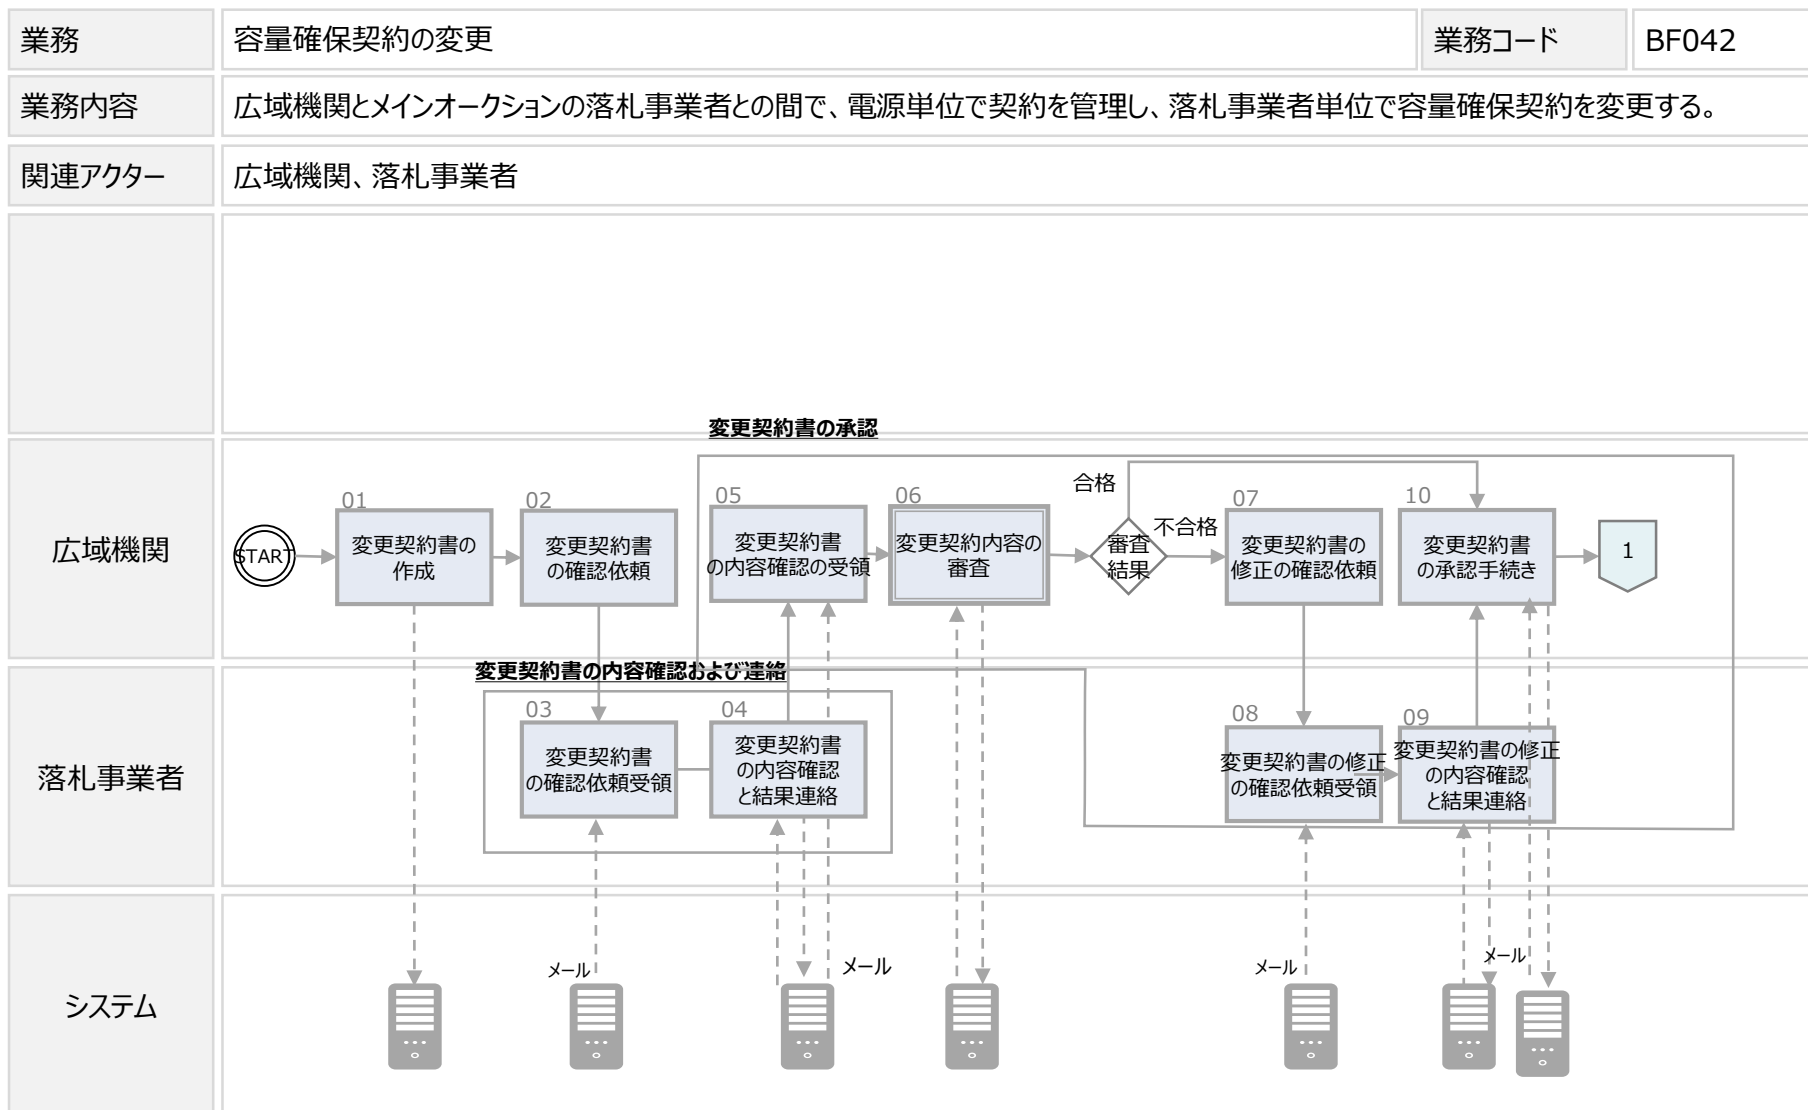 業務
容量確保契約の変更
業務コード
BF042
業務内容
広域機関とメインオークションの落札事業者との間で、電源単位で契約を管理し、落札事業者単位で容量確保契約を変更する。
関連アクター
広域機関、落札事業者
変更契約書の承認
広域機関
START
01
変更契約書の
作成
02
変更契約書
の確認依頼
05
変更契約書
の内容確認の受領
06
変更契約内容の
審査
審査
結果
合格
不合格
07
変更契約書の
修正の確認依頼
10
変更契約書
の承認手続き
1
変更契約書の内容確認および連絡
落札事業者
03
変更契約書
の確認依頼受領
04
変更契約書
の内容確認
と結果連絡
08
変更契約書の修正
の確認依頼受領
09
変更契約書の修正
の内容確認
と結果連絡
システム
メール
メール
メール
メール